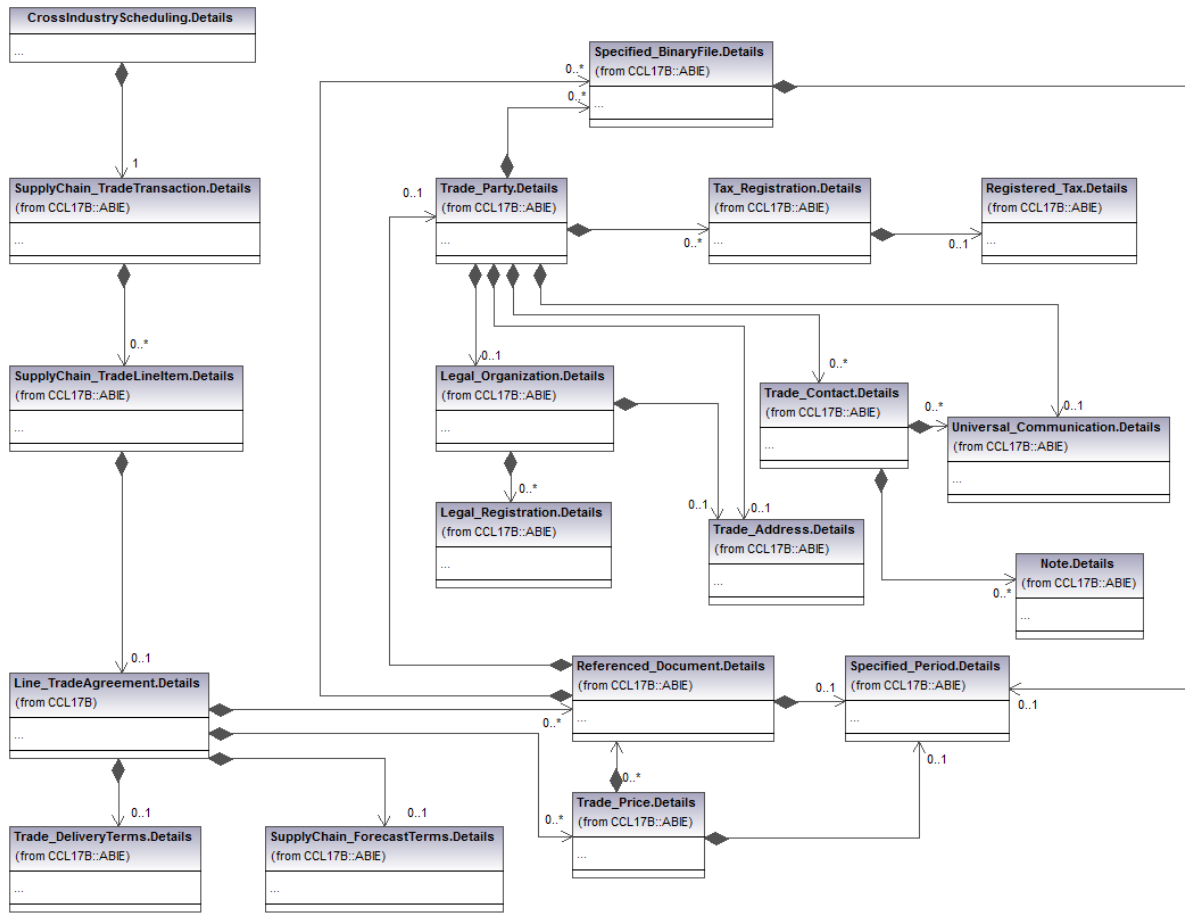 CrossIndustryScheduling.Details
...
1
SupplyChain_TradeTransaction.Details
(from CCL17B::ABIE)
...
0..*
SupplyChain_TradeLineItem.Details
(from CCL17B::ABIE)
...
0..1
Line_TradeAgreement.Details
(from CCL17B)
...
0..1
Trade_DeliveryTerms.Details
(from CCL17B::ABIE)
...
0..1
SupplyChain_ForecastTerms.Details
(from CCL17B::ABIE)
...
0..*
0..*
Specified_BinaryFile.Details
(from CCL17B::ABIE)
...
0..1
Trade_Party.Details
(from CCL17B::ABIE)
...
0..*
Tax_Registration.Details
(from CCL17B::ABIE)
...
0..1
Registered_Tax.Details
(from CCL17B::ABIE)
...
0..1
Legal_Organization.Details
(from CCL17B::ABIE)
...
0..*
Legal_Registration.Details
(from CCL17B::ABIE)
...
0..*
Trade_Contact.Details
(from CCL17B::ABIE)
...
0..*
0..1
Universal_Communication.Details
(from CCL17B::ABIE)
...
0..1
0..1
Trade_Address.Details
(from CCL17B::ABIE)
...
0..*
Note.Details
(from CCL17B::ABIE)
...
0..*
Referenced_Document.Details
(from CCL17B::ABIE)
...
0..1
Specified_Period.Details
(from CCL17B::ABIE)
...
0..1
0..1
0..*
0..*
Trade_Price.Details
(from CCL17B::ABIE)
...